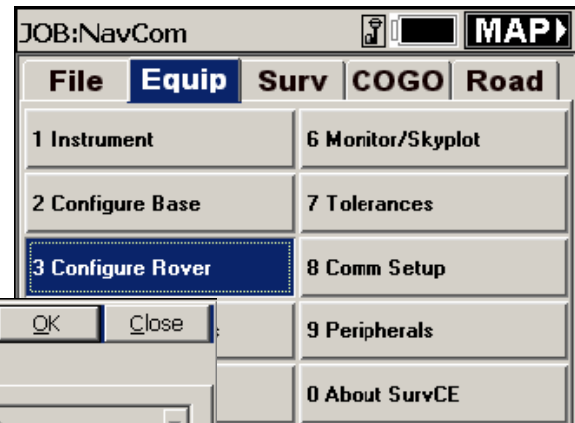 JOB:NavCom MAP
File Equip Surv COGO Road
1 Instrument 6 Monitor/Skyplot
2 Configure Base 7 Tolerances
3 Configure Rover 8 Comm Setup
OK Close 9 Peripherals
0 About SurvCE